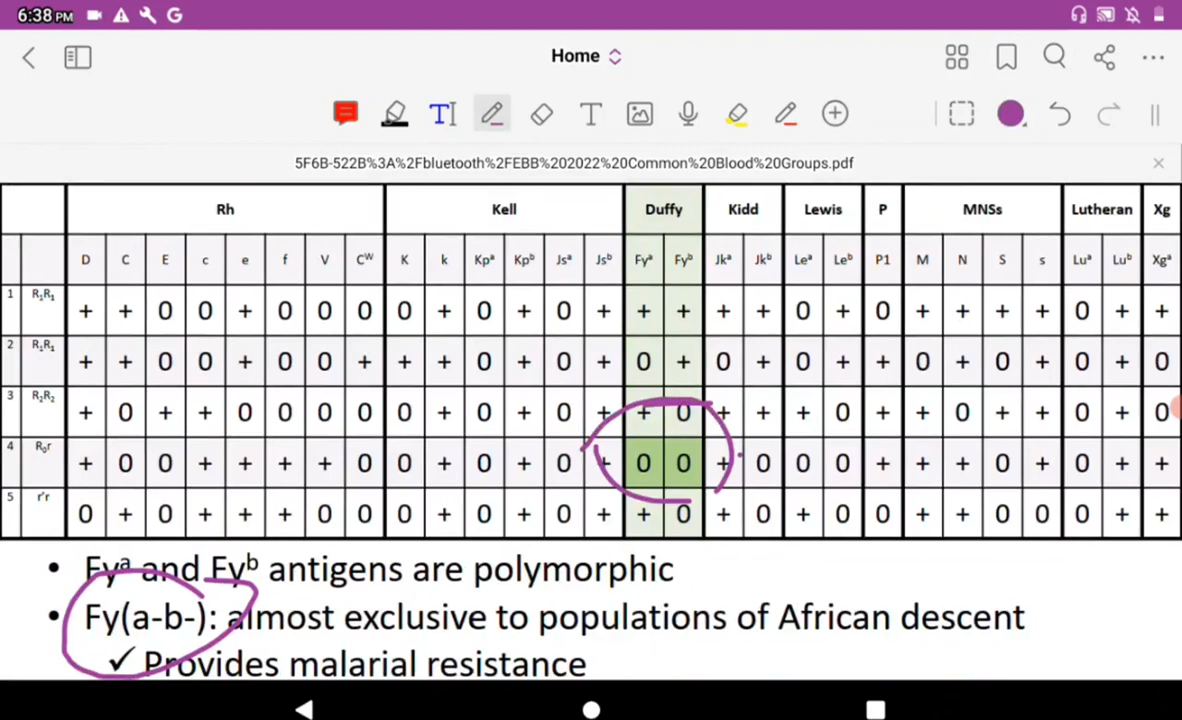 6:38 PM G
Home
T T
5F6B-522B%3A%2Fbluetooth%2FEBB%202022%20Common%20Blood%20Groups.pdf
Rh Kell Duffy Kidd Lewis P MNSs Lutheran Xg
D C E c e f V Cᵂ K k Kpᵃ Kpᵇ Jsᵃ Jsᵇ Fyᵃ Fyᵇ Jkᵃ Jkᵇ Leᵃ Leᵇ P1 M N S s Luᵃ Luᵇ Xgᵃ
1 R₁R₁ + + 0 0 + 0 0 0 0 + 0 + 0 + + + + + 0 + 0 + + + + 0 + +
2 R₁R₁ + + 0 0 + 0 0 + + + 0 + 0 + 0 + 0 + 0 + + 0 + 0 + 0 + 0
3 R₂R₂ + 0 + + 0 0 0 0 0 + 0 + 0 + + 0 + + + 0 + + 0 + + 0 + 0
4 R₀r + 0 0 + + + + 0 0 + 0 + 0 + 0 0 + 0 0 0 + + + 0 + 0 + +
5 r'r 0 + 0 + + + 0 0 0 + 0 + 0 + + 0 + 0 + 0 0 + + 0 0 0 + +
• Fyᵃ and Fyᵇ antigens are polymorphic
• Fy(a-b-): almost exclusive to populations of African descent
✓ Provides malarial resistance